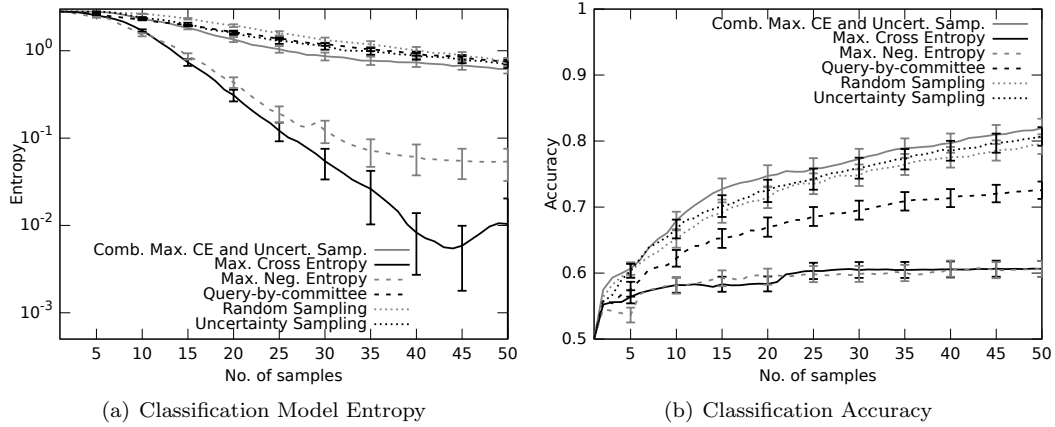 10^0
10^-1
10^-2
10^-3
Entropy
Comb. Max. CE and Uncert. Samp.
Max. Cross Entropy
Max. Neg. Entropy
Query-by-committee
Random Sampling
Uncertainty Sampling
5 10 15 20 25 30 35 40 45 50
No. of samples
(a) Classification Model Entropy
1
0.9
0.8
0.7
0.6
0.5
Accuracy
Comb. Max. CE and Uncert. Samp.
Max. Cross Entropy
Max. Neg. Entropy
Query-by-committee
Random Sampling
Uncertainty Sampling
5 10 15 20 25 30 35 40 45 50
No. of samples
(b) Classification Accuracy